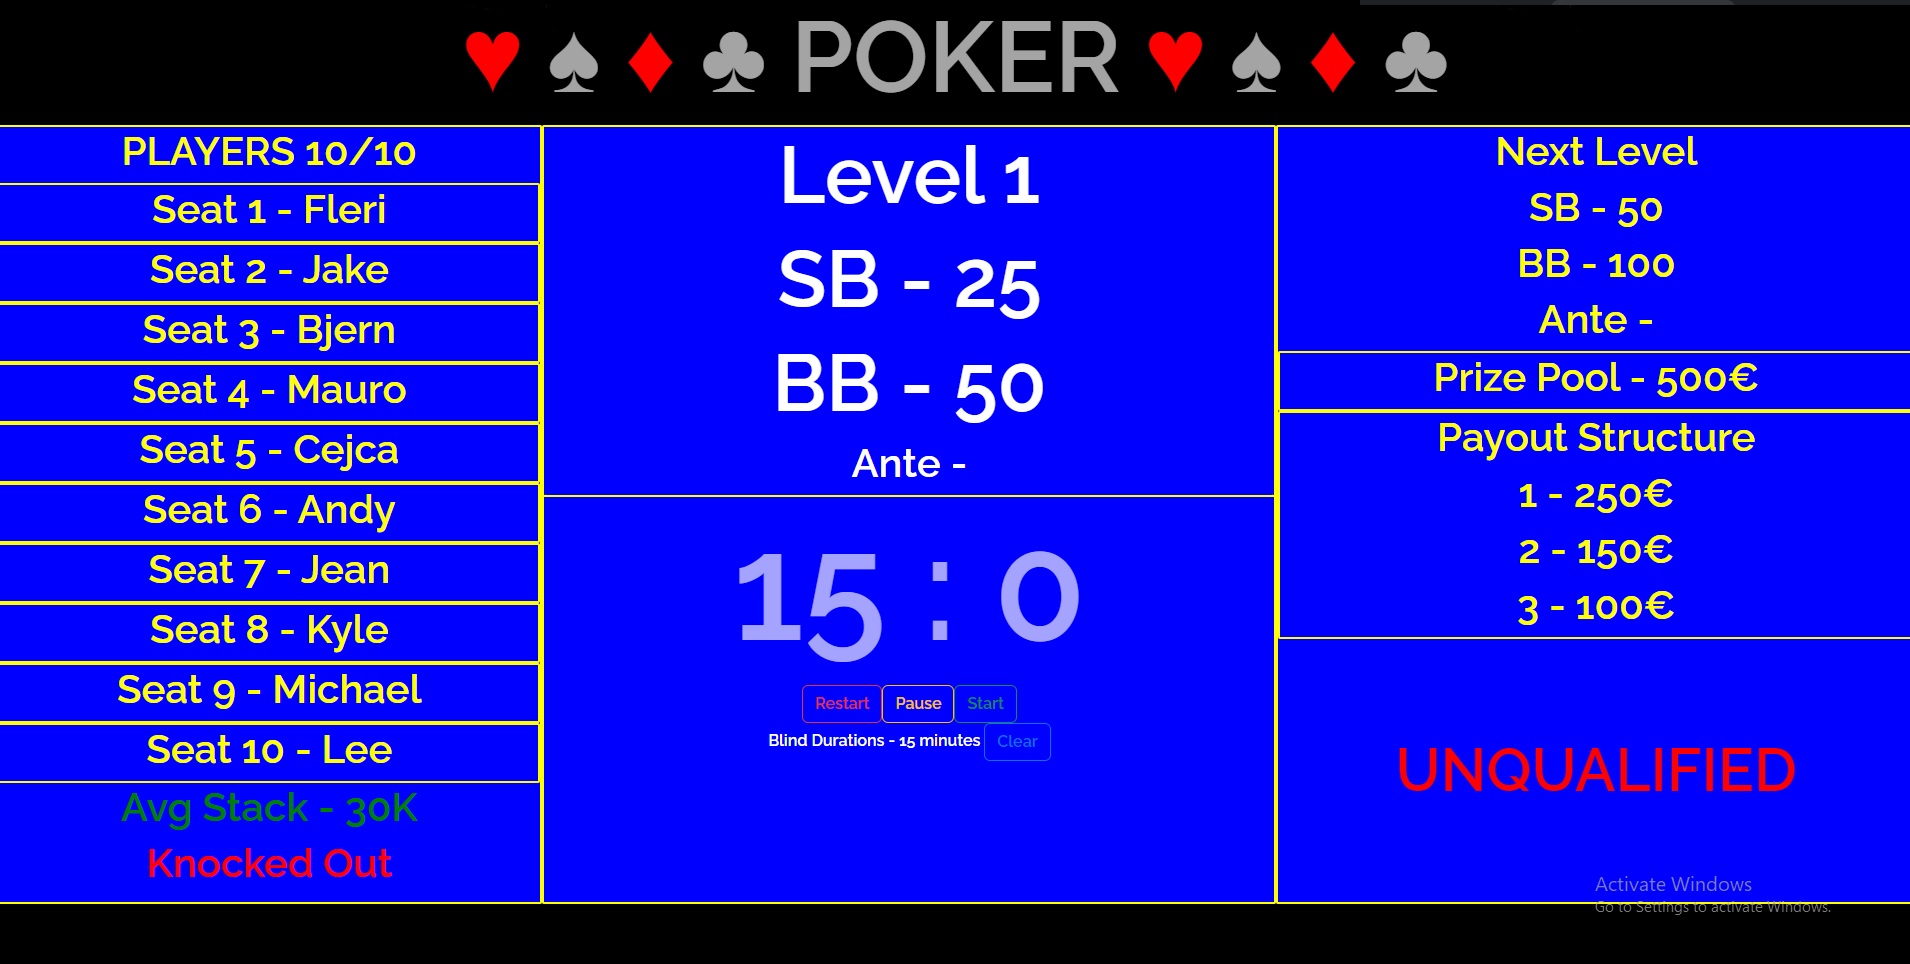 ♥ ♠ ♦ ♣ POKER ♥ ♠ ♦ ♣
PLAYERS 10/10
Seat 1 - Fleri
Seat 2 - Jake
Seat 3 - Bjern
Seat 4 - Mauro
Seat 5 - Cejca
Seat 6 - Andy
Seat 7 - Jean
Seat 8 - Kyle
Seat 9 - Michael
Seat 10 - Lee
Avg Stack - 30K
Knocked Out
Level 1
SB - 25
BB - 50
Ante -
15 : 0
Restart Pause Start
Blind Durations - 15 minutes Clear
Next Level
SB - 50
BB - 100
Ante -
Prize Pool - 500€
Payout Structure
1 - 250€
2 - 150€
3 - 100€
UNQUALIFIED
Activate Windows
Go to Settings to activate Windows.